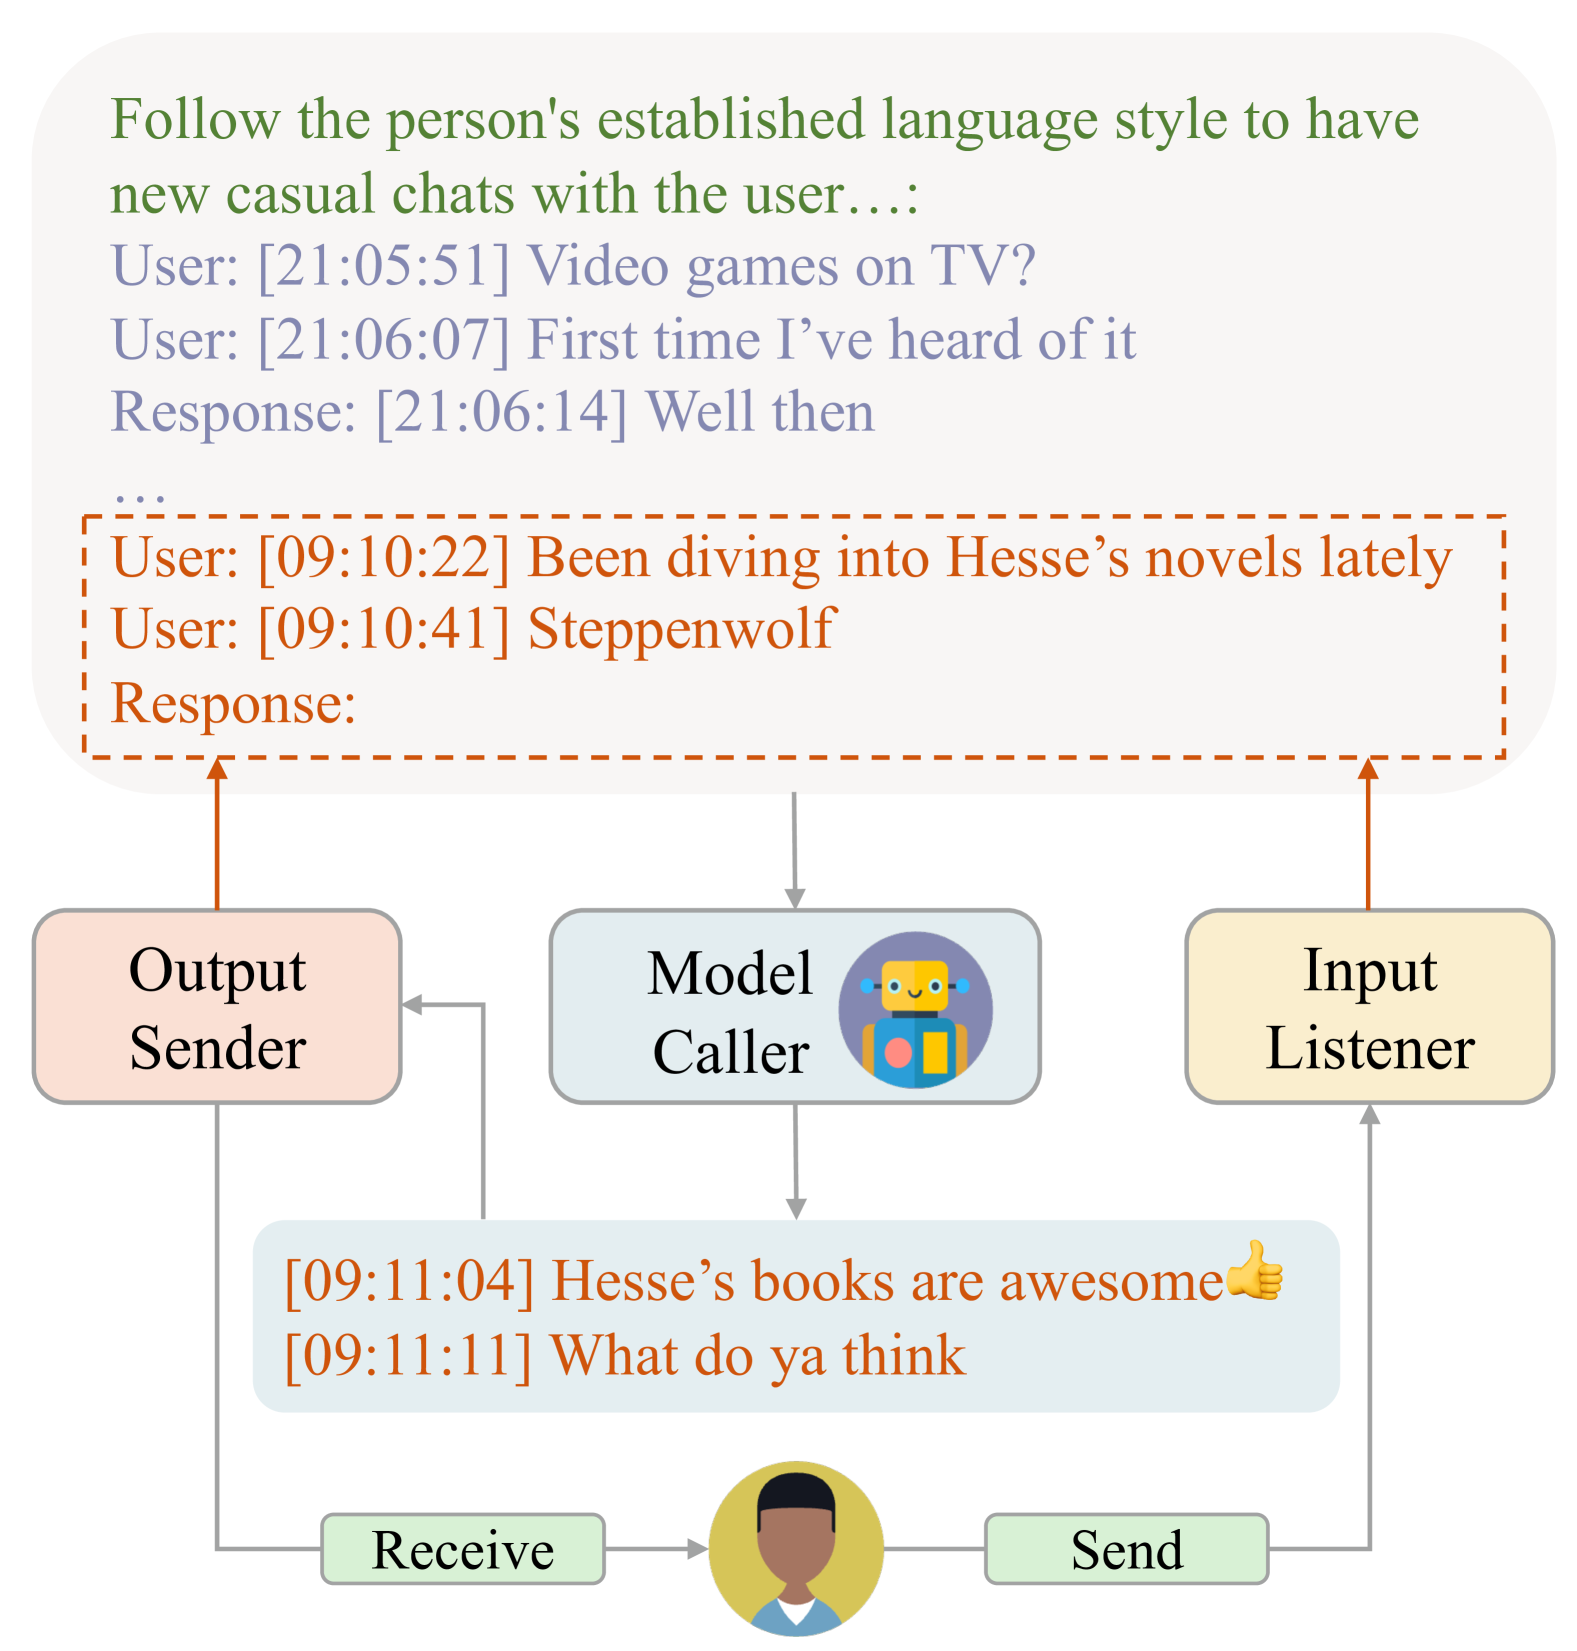 Follow the person's established language style to have
new casual chats with the user…:
User: [21:05:51] Video games on TV?
User: [21:06:07] First time I’ve heard of it
Response: [21:06:14] Well then
…
User: [09:10:22] Been diving into Hesse’s novels lately
User: [09:10:41] Steppenwolf
Response:
Output
Sender
Model
Caller
Input
Listener
[09:11:04] Hesse’s books are awesome👍
[09:11:11] What do ya think
Receive
Send